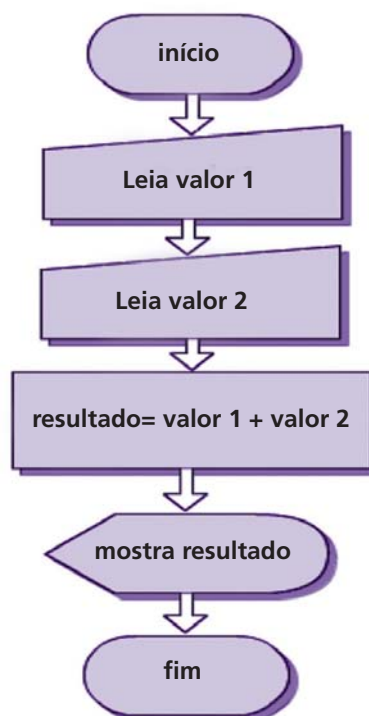 início
Leia valor 1
Leia valor 2
resultado= valor 1 + valor 2
mostra resultado
fim